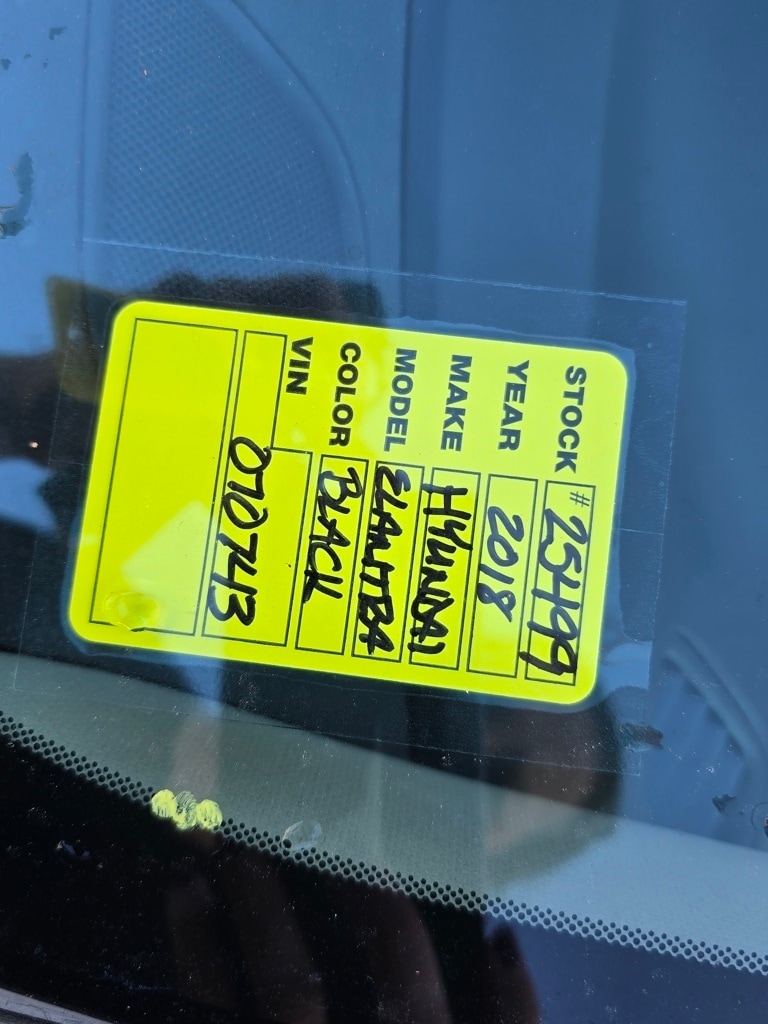 STOCK # 25499
YEAR 2018
MAKE HYUNDAI
MODEL ELANTRA
COLOR BLACK
VIN
070743